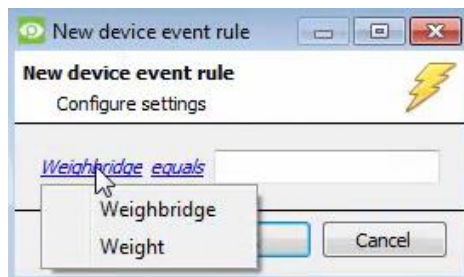 New device event rule
New device event rule
Configure settings
Weighbridge equals
Weighbridge
Weight
Cancel